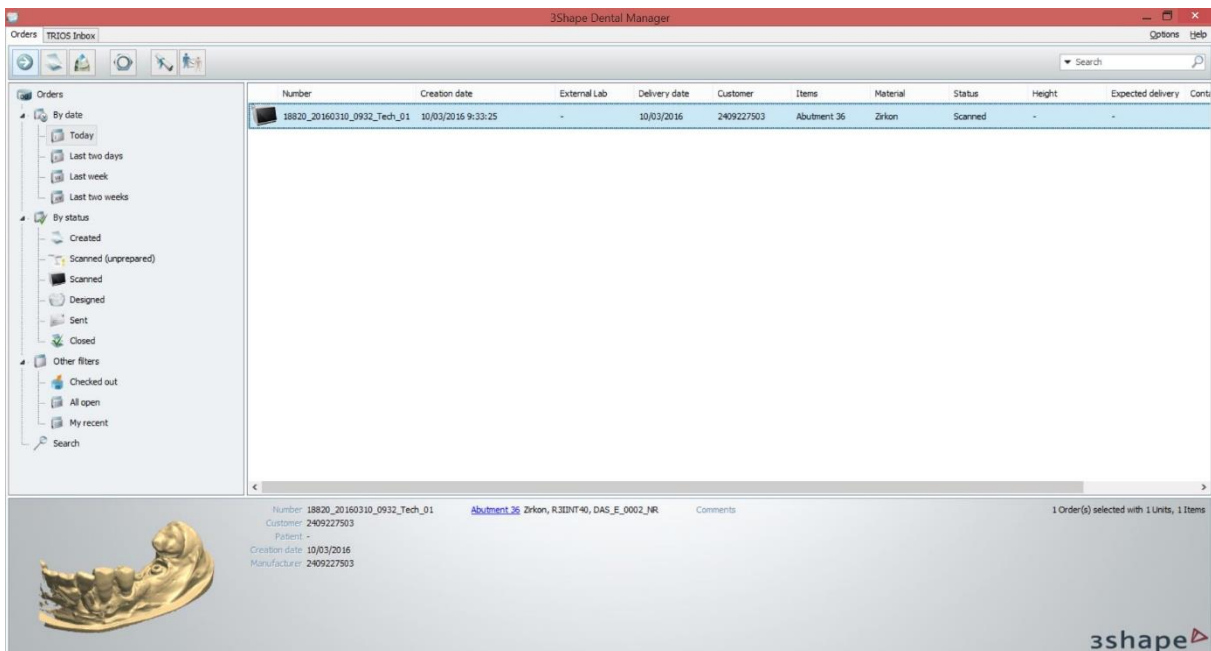 3Shape Dental Manager
Orders TRIOS Inbox Options Help
Search
Orders
By date
Today
Last two days
Last week
Last two weeks
By status
Created
Scanned (unprepared)
Scanned
Designed
Sent
Closed
Other filters
Checked out
All open
My recent
Search
Number Creation date External Lab Delivery date Customer Items Material Status Height Expected delivery Conta
18820_20160310_0932_Tech_01 10/03/2016 9:33:25 - 10/03/2016 2409227503 Abutment 36 Zirkon Scanned - -
Number 18820_20160310_0932_Tech_01 Abutment 36 Zirkon, R3IINT40, DAS_E_0002_NR Comments 1 Order(s) selected with 1 Units, 1 Items
Customer 2409227503
Patient -
Creation date 10/03/2016
Manufacturer 2409227503
3shape